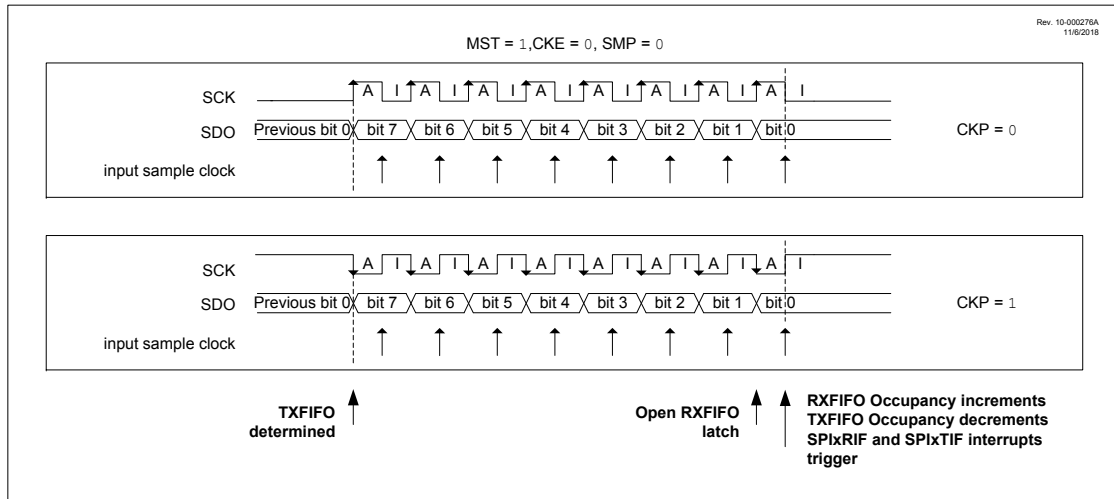 Rev. 10-000276A
11/6/2018
MST = 1,CKE = 0, SMP = 0
SCK A I A I A I A I A I A I A I A I
SDO Previous bit 0 bit 7 bit 6 bit 5 bit 4 bit 3 bit 2 bit 1 bit 0 CKP = 0
input sample clock
SCK A I A I A I A I A I A I A I A I
SDO Previous bit 0 bit 7 bit 6 bit 5 bit 4 bit 3 bit 2 bit 1 bit 0 CKP = 1
input sample clock
TXFIFO
determined
Open RXFIFO
latch
RXFIFO Occupancy increments
TXFIFO Occupancy decrements
SPIxRIF and SPIxTIF interrupts
trigger